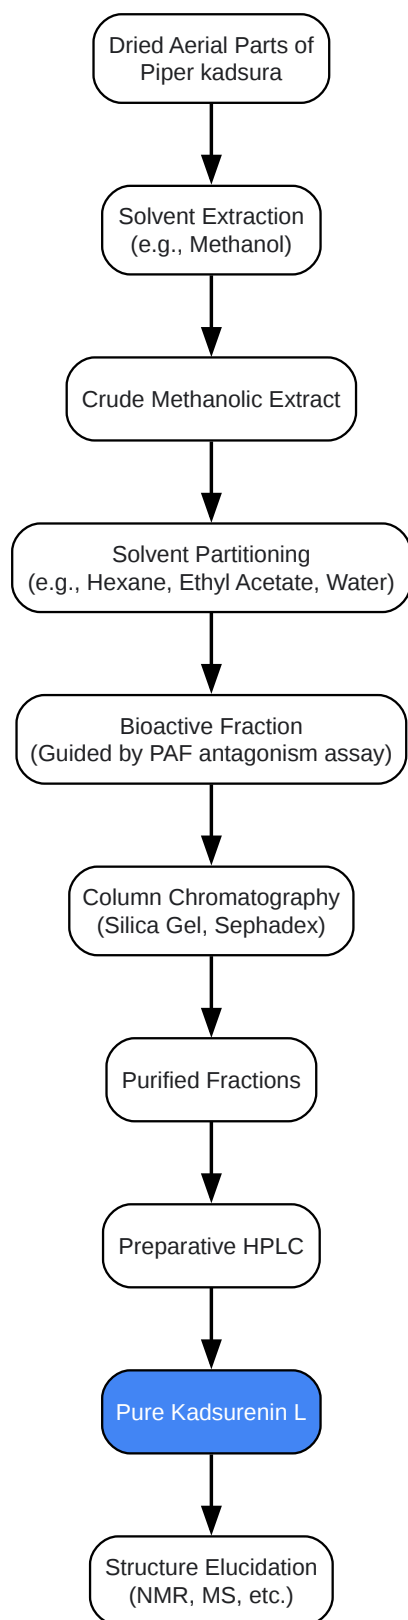 Dried Aerial Parts of
Piper kadsura
Solvent Extraction
(e.g., Methanol)
Crude Methanolic Extract
Solvent Partitioning
(e.g., Hexane, Ethyl Acetate, Water)
Bioactive Fraction
(Guided by PAF antagonism assay)
Column Chromatography
(Silica Gel, Sephadex)
Purified Fractions
Preparative HPLC
Pure Kadsurenin L
Structure Elucidation
(NMR, MS, etc.)